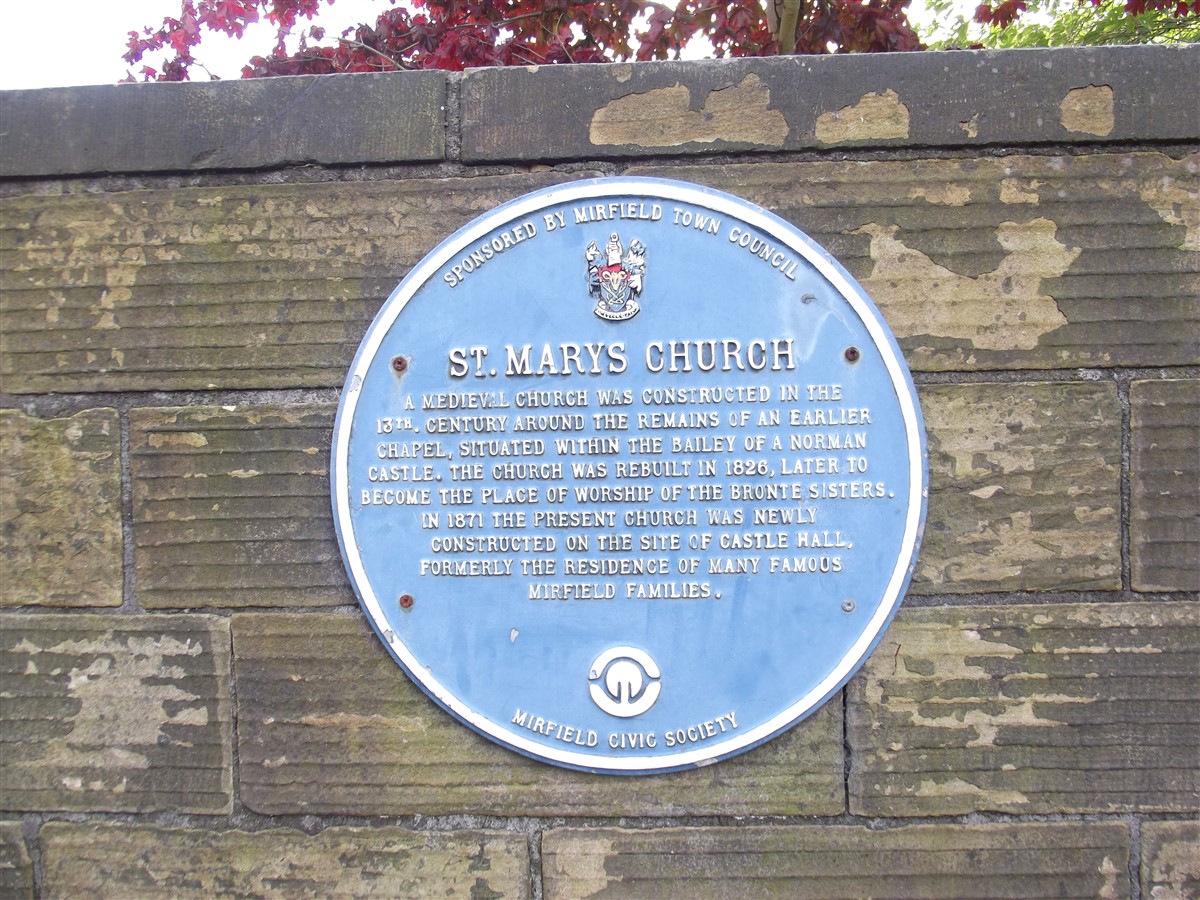 SPONSORED BY MIRFIELD TOWN COUNCIL
ST. MARYS CHURCH
A MEDIEVAL CHURCH WAS CONSTRUCTED IN THE
13TH. CENTURY AROUND THE REMAINS OF AN EARLIER
CHAPEL, SITUATED WITHIN THE BAILEY OF A NORMAN
CASTLE. THE CHURCH WAS REBUILT IN 1826, LATER TO
BECOME THE PLACE OF WORSHIP OF THE BRONTE SISTERS.
IN 1871 THE PRESENT CHURCH WAS NEWLY
CONSTRUCTED ON THE SITE OF CASTLE HALL,
FORMERLY THE RESIDENCE OF MANY FAMOUS
MIRFIELD FAMILIES.
MIRFIELD CIVIC SOCIETY